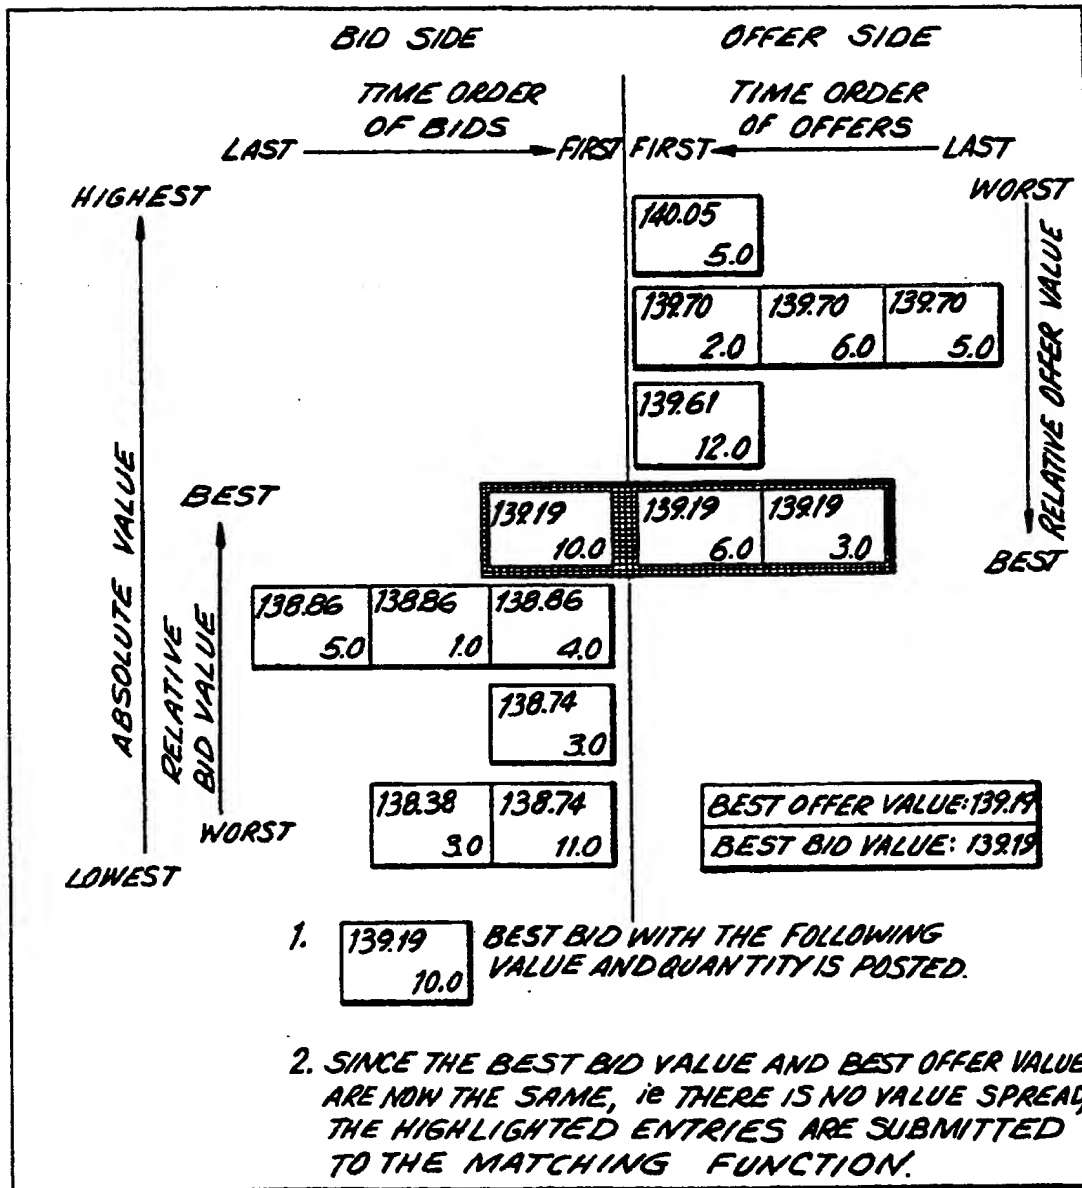 BID SIDE
OFFER SIDE
TIME ORDER
OF BIDS
TIME ORDER
OF OFFERS
LAST
FIRST
FIRST
LAST
HIGHEST
WORST
140.05
5.0
139.70
139.70
139.70
2.0
6.0
5.0
139.61
12.0
RELATIVE OFFER VALUE
ABSOLUTE VALUE
BEST
139.19
139.19
139.19
10.0
6.0
3.0
BEST
138.86
138.86
138.86
5.0
1.0
4.0
RELATIVE
BID VALUE
138.74
3.0
138.38
138.74
11.0
WORST
LOWEST
BEST OFFER VALUE: 139.19
BEST BID VALUE: 139.19
1.
139.19
10.0
BEST BID WITH THE FOLLOWING
VALUE AND QUANTITY IS POSTED.
2. SINCE THE BEST BID VALUE AND BEST OFFER VALUE
ARE NOW THE SAME, ie THERE IS NO VALUE SPREAD,
THE HIGHLIGHTED ENTRIES ARE SUBMITTED
TO THE MATCHING FUNCTION.